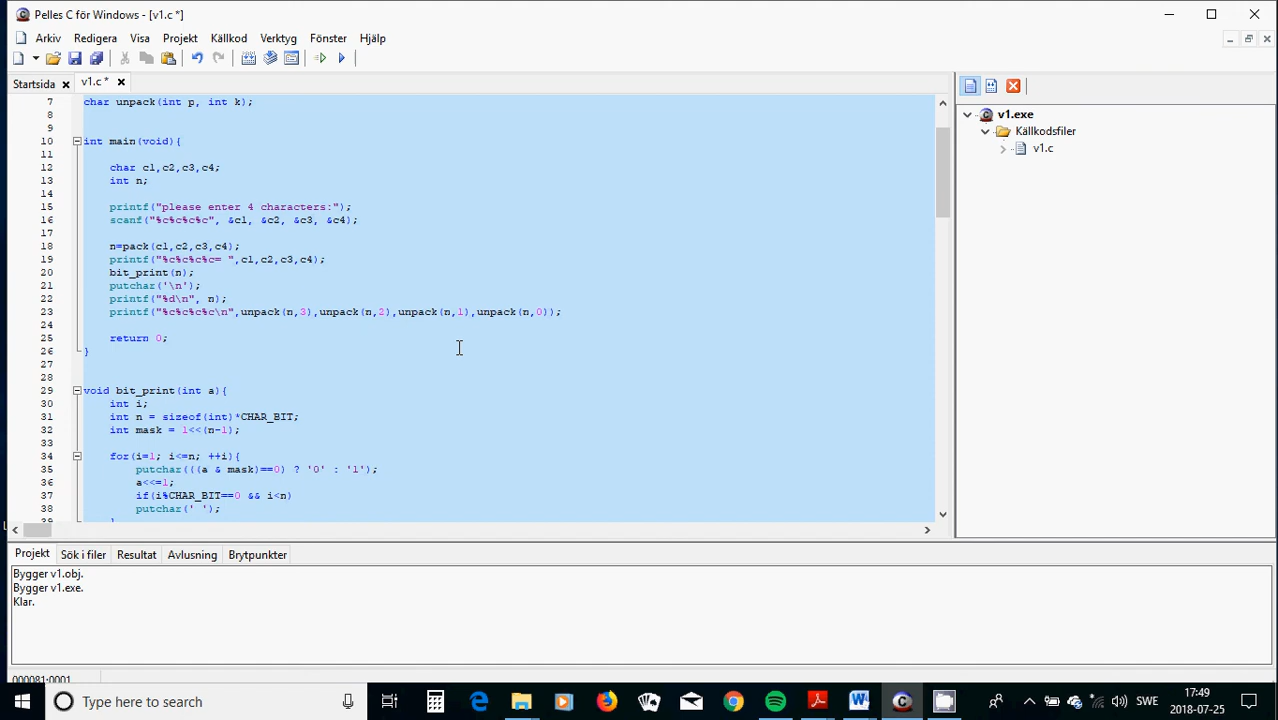 Pelles C för Windows - [v1.c *]
Arkiv Redigera Visa Projekt Källkod Verktyg Fönster Hjälp
Startsida v1.c *
7 char unpack(int p, int k);
8
9
10 int main(void){
11
12 char c1,c2,c3,c4;
13 int n;
14
15 printf("please enter 4 characters:");
16 scanf("%c%c%c%c", &c1, &c2, &c3, &c4);
17
18 n=pack(c1,c2,c3,c4);
19 printf("%c%c%c%c= ",c1,c2,c3,c4);
20 bit_print(n);
21 putchar('\n');
22 printf("%d\n", n);
23 printf("%c%c%c%c\n",unpack(n,3),unpack(n,2),unpack(n,1),unpack(n,0));
24
25 return 0;
26 }
27
28
29 void bit_print(int a){
30 int i;
31 int n = sizeof(int)*CHAR_BIT;
32 int mask = 1<<(n-1);
33
34 for(i=1; i<=n; ++i){
35 putchar(((a & mask)==0) ? '0' : '1');
36 a<<=1;
37 if(i%CHAR_BIT==0 && i<n)
38 putchar(' ');
39 }
v1.exe
Källkodsfiler
v1.c
Projekt Sök i filer Resultat Avlusning Brytpunkter
Bygger v1.obj.
Bygger v1.exe.
Klar.
000081:0001
Type here to search
SWE
17:49
2018-07-25